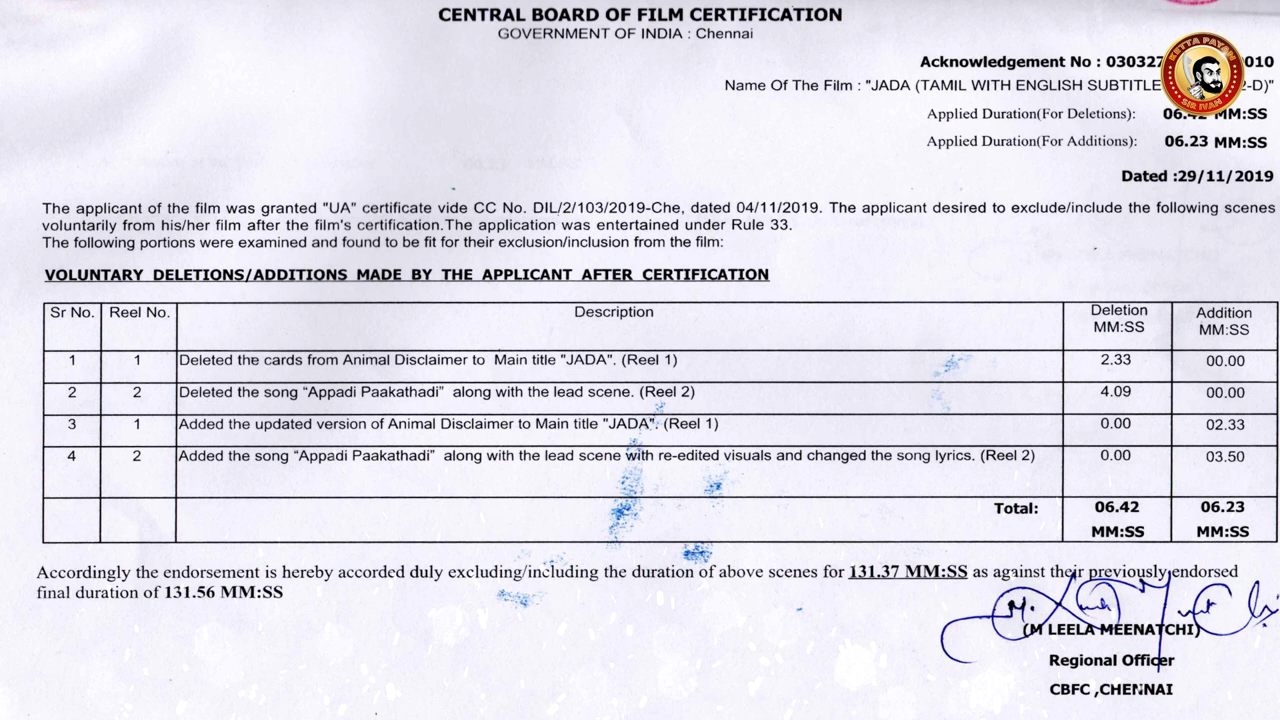 CENTRAL BOARD OF FILM CERTIFICATION
GOVERNMENT OF INDIA : Chennai
Acknowledgement No : 030327 010
KETTA PAYAN
SIR IVAN
Name Of The Film : "JADA (TAMIL WITH ENGLISH SUBTITLE 2-D)"
Applied Duration(For Deletions): 06.42 MM:SS
Applied Duration(For Additions): 06.23 MM:SS
Dated :29/11/2019
The applicant of the film was granted "UA" certificate vide CC No. DIL/2/103/2019-Che, dated 04/11/2019. The applicant desired to exclude/include the following scenes
voluntarily from his/her film after the film's certification.The application was entertained under Rule 33.
The following portions were examined and found to be fit for their exclusion/inclusion from the film:
VOLUNTARY DELETIONS/ADDITIONS MADE BY THE APPLICANT AFTER CERTIFICATION
Sr No. Reel No. Description Deletion MM:SS Addition MM:SS
1 1 Deleted the cards from Animal Disclaimer to Main title "JADA". (Reel 1) 2.33 00.00
2 2 Deleted the song “Appadi Paakathadi” along with the lead scene. (Reel 2) 4.09 00.00
3 1 Added the updated version of Animal Disclaimer to Main title "JADA". (Reel 1) 0.00 02.33
4 2 Added the song “Appadi Paakathadi” along with the lead scene with re-edited visuals and changed the song lyrics. (Reel 2) 0.00 03.50
Total: 06.42 06.23
MM:SS MM:SS
Accordingly the endorsement is hereby accorded duly excluding/including the duration of above scenes for 131.37 MM:SS as against their previously endorsed
final duration of 131.56 MM:SS
(M LEELA MEENATCHI)
Regional Officer
CBFC ,CHENNAI